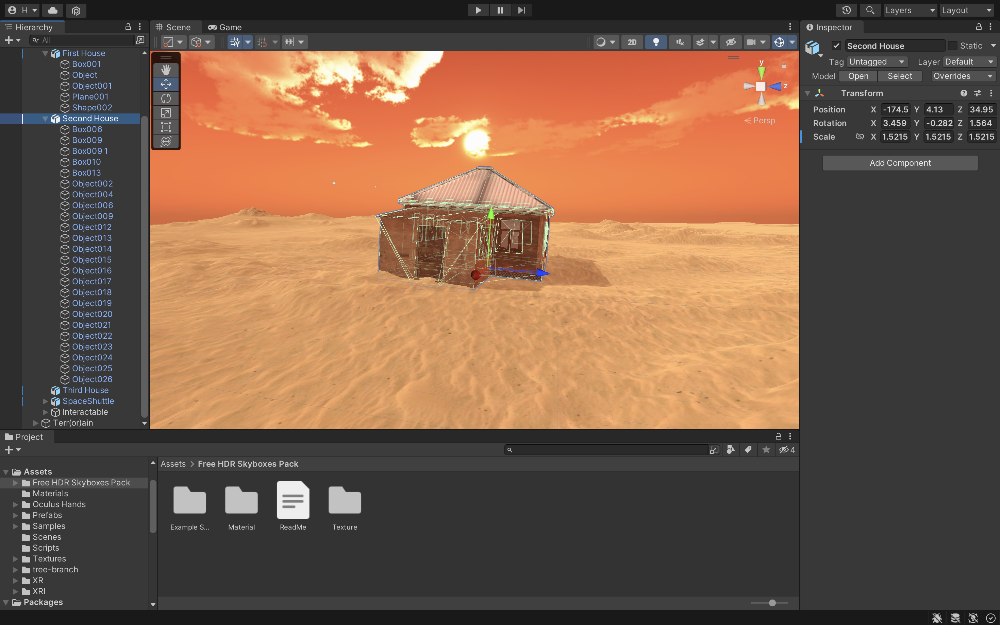 H
Layers
Layout
Hierarchy
Scene
Game
Inspector
All
2D
First House
Box001
Object
Object001
Plane001
Shape002
Second House
Box006
Box009
Box009 1
Box010
Box013
Object002
Object004
Object006
Object009
Object012
Object013
Object014
Object015
Object016
Object017
Object018
Object019
Object020
Object021
Object022
Object023
Object024
Object025
Object026
Third House
SpaceShuttle
Interactable
Terr(or)ain
y
z
Persp
Second House
Static
Tag Untagged Layer Default
Model Open Select Overrides
Transform
Position X -174.5 Y 4.13 Z 34.95
Rotation X 3.459 Y -0.282 Z 1.564
Scale X 1.5215 Y 1.5215 Z 1.5215
Add Component
Project
4
Assets
Free HDR Skyboxes Pack
Materials
Oculus Hands
Prefabs
Samples
Scenes
Scripts
Textures
tree-branch
XR
XRI
Packages
Assets > Free HDR Skyboxes Pack
Example S...
Material
ReadMe
Texture